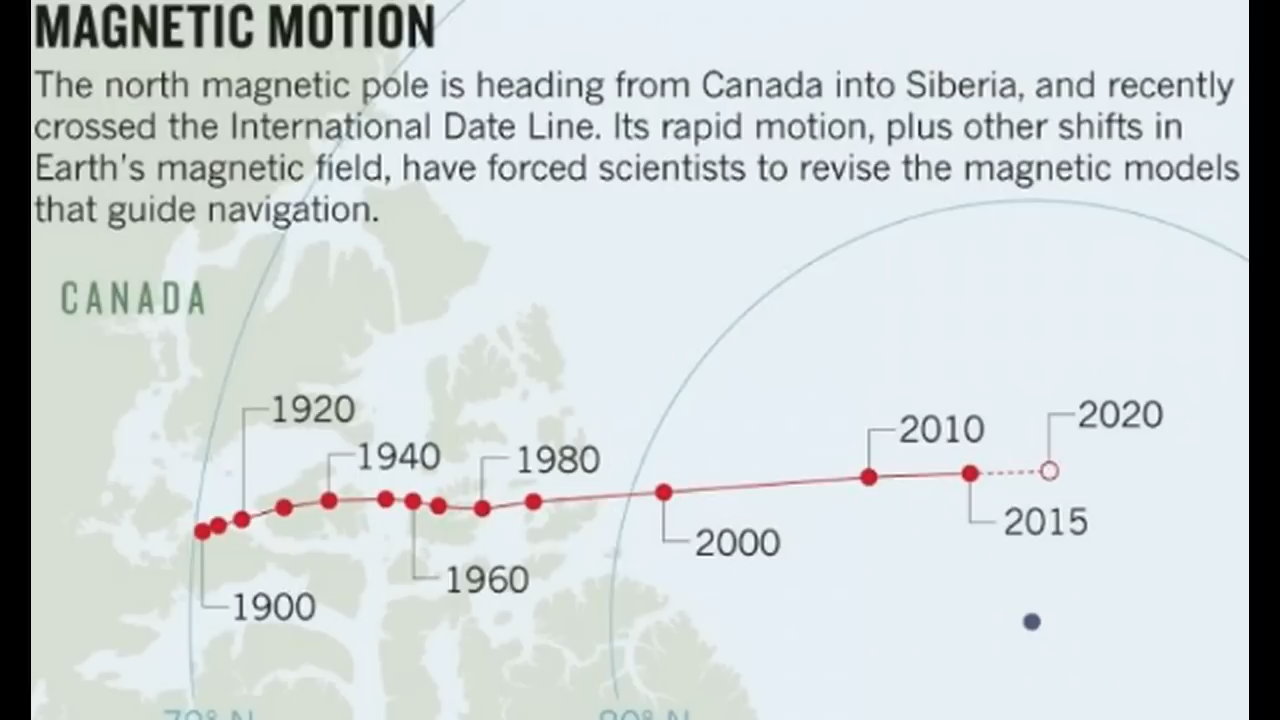 MAGNETIC MOTION
The north magnetic pole is heading from Canada into Siberia, and recently
crossed the International Date Line. Its rapid motion, plus other shifts in
Earth's magnetic field, have forced scientists to revise the magnetic models
that guide navigation.
CANADA
1920
1940
1980
2010
2020
2000
2015
1960
1900